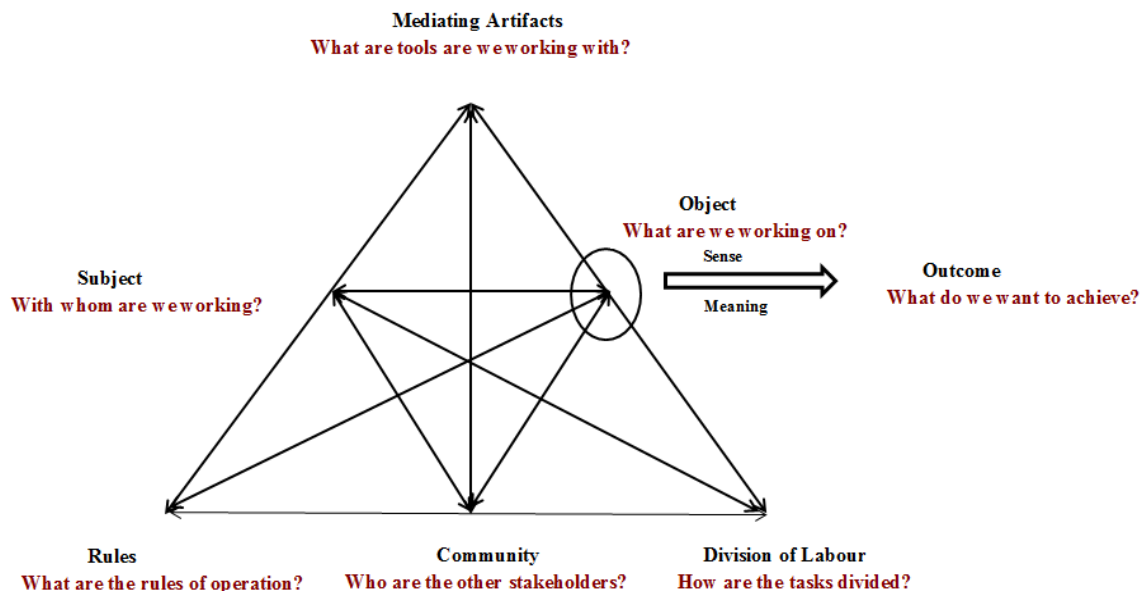 Mediating Artifacts
What are tools are we working with?
Object
What are we working on?
Sense
Subject
With whom are we working?
Outcome
What do we want to achieve?
Meaning
Rules
What are the rules of operation?
Community
Who are the other stakeholders?
Division of Labour
How are the tasks divided?